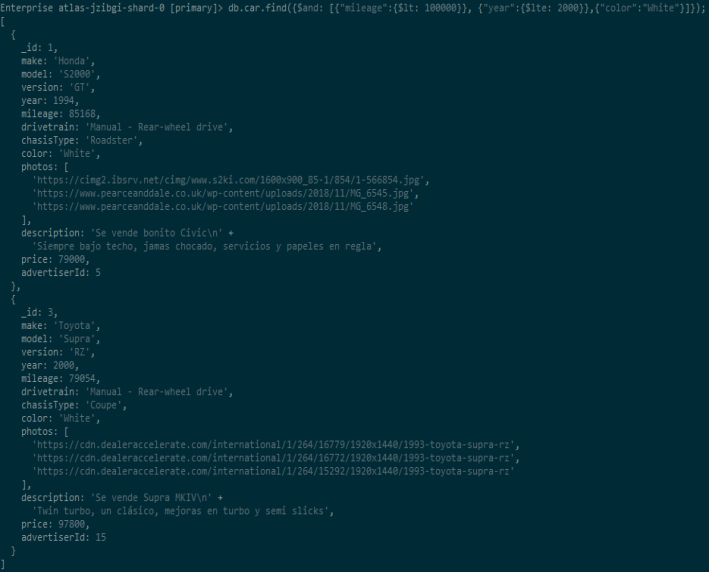 Enterprise atlas-jzibgi-shard-0 [primary]> db.car.find({$and: [{"mileage":{$lt: 100000}}, {"year":{$lte: 2000}},{"color":"White"}]});
[
  {
    _id: 1,
    make: 'Honda',
    model: 'S2000',
    version: 'GT',
    year: 1994,
    mileage: 85168,
    drivetrain: 'Manual - Rear-wheel drive',
    chasisType: 'Roadster',
    color: 'White',
    photos: [
      'https://cimg2.ibsrv.net/cimg/www.s2ki.com/1600x900_85-1/854/1-566854.jpg',
      'https://www.pearceanddale.co.uk/wp-content/uploads/2018/11/MG_6545.jpg',
      'https://www.pearceanddale.co.uk/wp-content/uploads/2018/11/MG_6548.jpg'
    ],
    description: 'Se vende bonito Civic\n' +
      'Siempre bajo techo, jamas chocado, servicios y papeles en regla',
    price: 79000,
    advertiserId: 5
  },
  {
    _id: 3,
    make: 'Toyota',
    model: 'Supra',
    version: 'RZ',
    year: 2000,
    mileage: 79054,
    drivetrain: 'Manual - Rear-wheel drive',
    chasisType: 'Coupe',
    color: 'White',
    photos: [
      'https://cdn.dealeraccelerate.com/international/1/264/16779/1920x1440/1993-toyota-supra-rz',
      'https://cdn.dealeraccelerate.com/international/1/264/16772/1920x1440/1993-toyota-supra-rz',
      'https://cdn.dealeraccelerate.com/international/1/264/15292/1920x1440/1993-toyota-supra-rz'
    ],
    description: 'Se vende Supra MKIV\n' +
      'Twin turbo, un clásico, mejoras en turbo y semi slicks',
    price: 97800,
    advertiserId: 15
  }
]